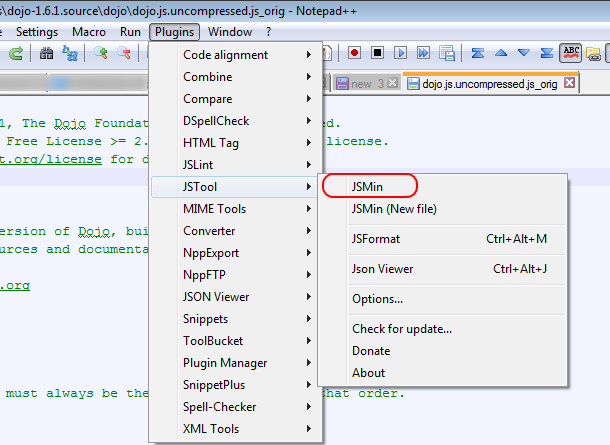 s\dojo-1.6.1.source\dojo\dojo.js.uncompressed.js_orig - Notepad++
Settings Macro Run Plugins Window ?
ABC
new 3 dojo.js.uncompressed.js_orig
Code alignment
Combine
Compare
DSpellCheck
HTML Tag
JSLint
JSTool
MIME Tools
Converter
NppExport
NppFTP
JSON Viewer
Snippets
ToolBucket
Plugin Manager
SnippetPlus
Spell-Checker
XML Tools
JSMin
JSMin (New file)
JSFormat Ctrl+Alt+M
Json Viewer Ctrl+Alt+J
Options...
Check for update...
Donate
About
1, The Dojo Founda ed.
Free License >= 2. license.
t.org/license for d
ersion of Dojo, bui
ources and documenta
.org
must always be the hat order.